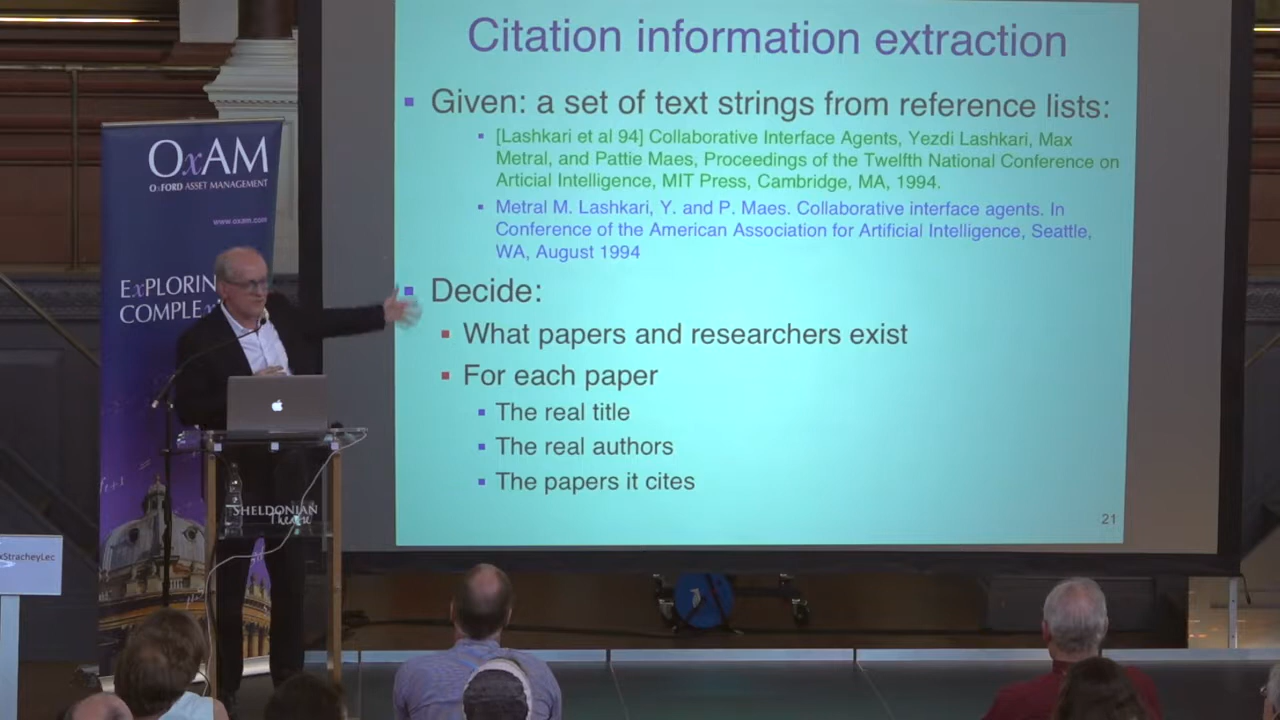 Citation information extraction
Given: a set of text strings from reference lists:
[Lashkari et al 94] Collaborative Interface Agents, Yezdi Lashkari, Max
Metral, and Pattie Maes, Proceedings of the Twelfth National Conference on
Articial Intelligence, MIT Press, Cambridge, MA, 1994.
Metral M. Lashkari, Y. and P. Maes. Collaborative interface agents. In
Conference of the American Association for Artificial Intelligence, Seattle,
WA, August 1994
Decide:
What papers and researchers exist
For each paper
The real title
The real authors
The papers it cites
21
OxAM
OxFORD ASSET MANAGEMENT
www.oxam.com
ExPLORIN
COMPLEx
SHELDONIAN
Theatre
xStracheyLec